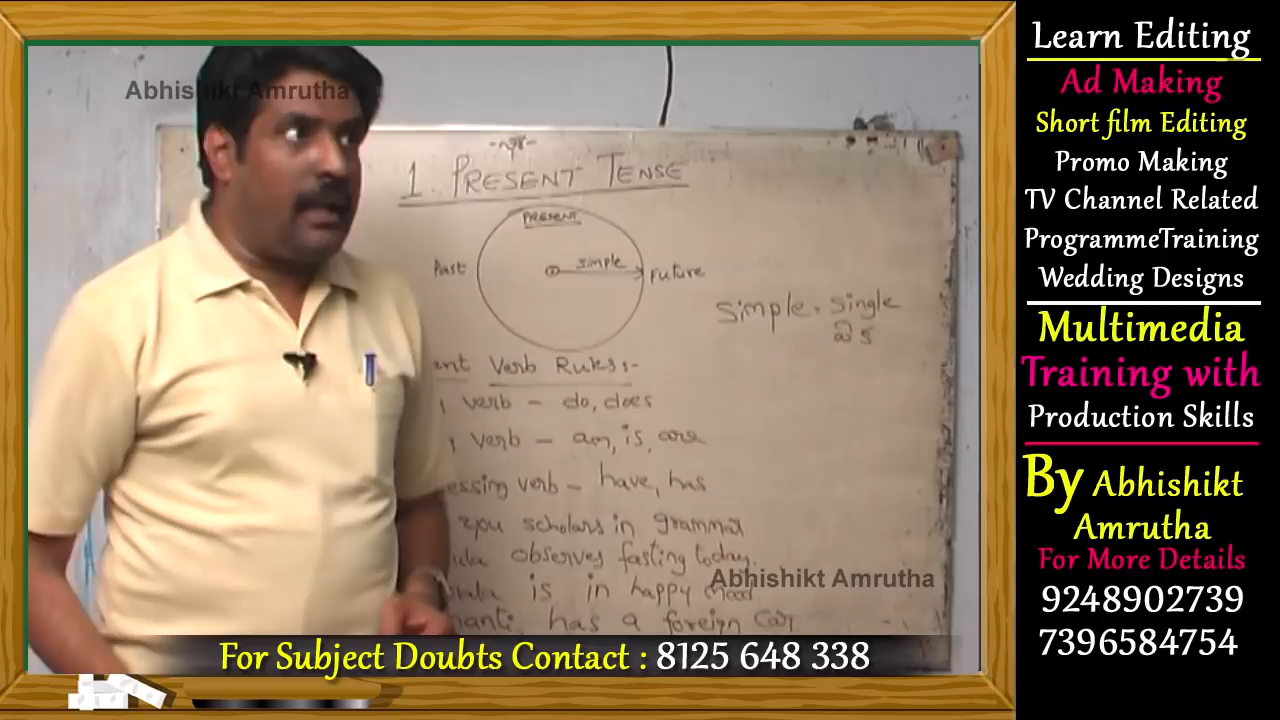 Abhishikt Amrutha
1. PRESENT TENSE
PRESENT
Past
simple
Future
simple - single
ent Verb Rules:-
verb - do, does
verb - am, is, are
essing verb - have, has
you scholars in grammar
observes fasting today.
is in happy mood
has a foreign car
Abhishikt Amrutha
For Subject Doubts Contact : 8125 648 338
Learn Editing
Ad Making
Short film Editing
Promo Making
TV Channel Related
ProgrammeTraining
Wedding Designs
Multimedia
Training with
Production Skills
By Abhishikt
Amrutha
For More Details
9248902739
7396584754